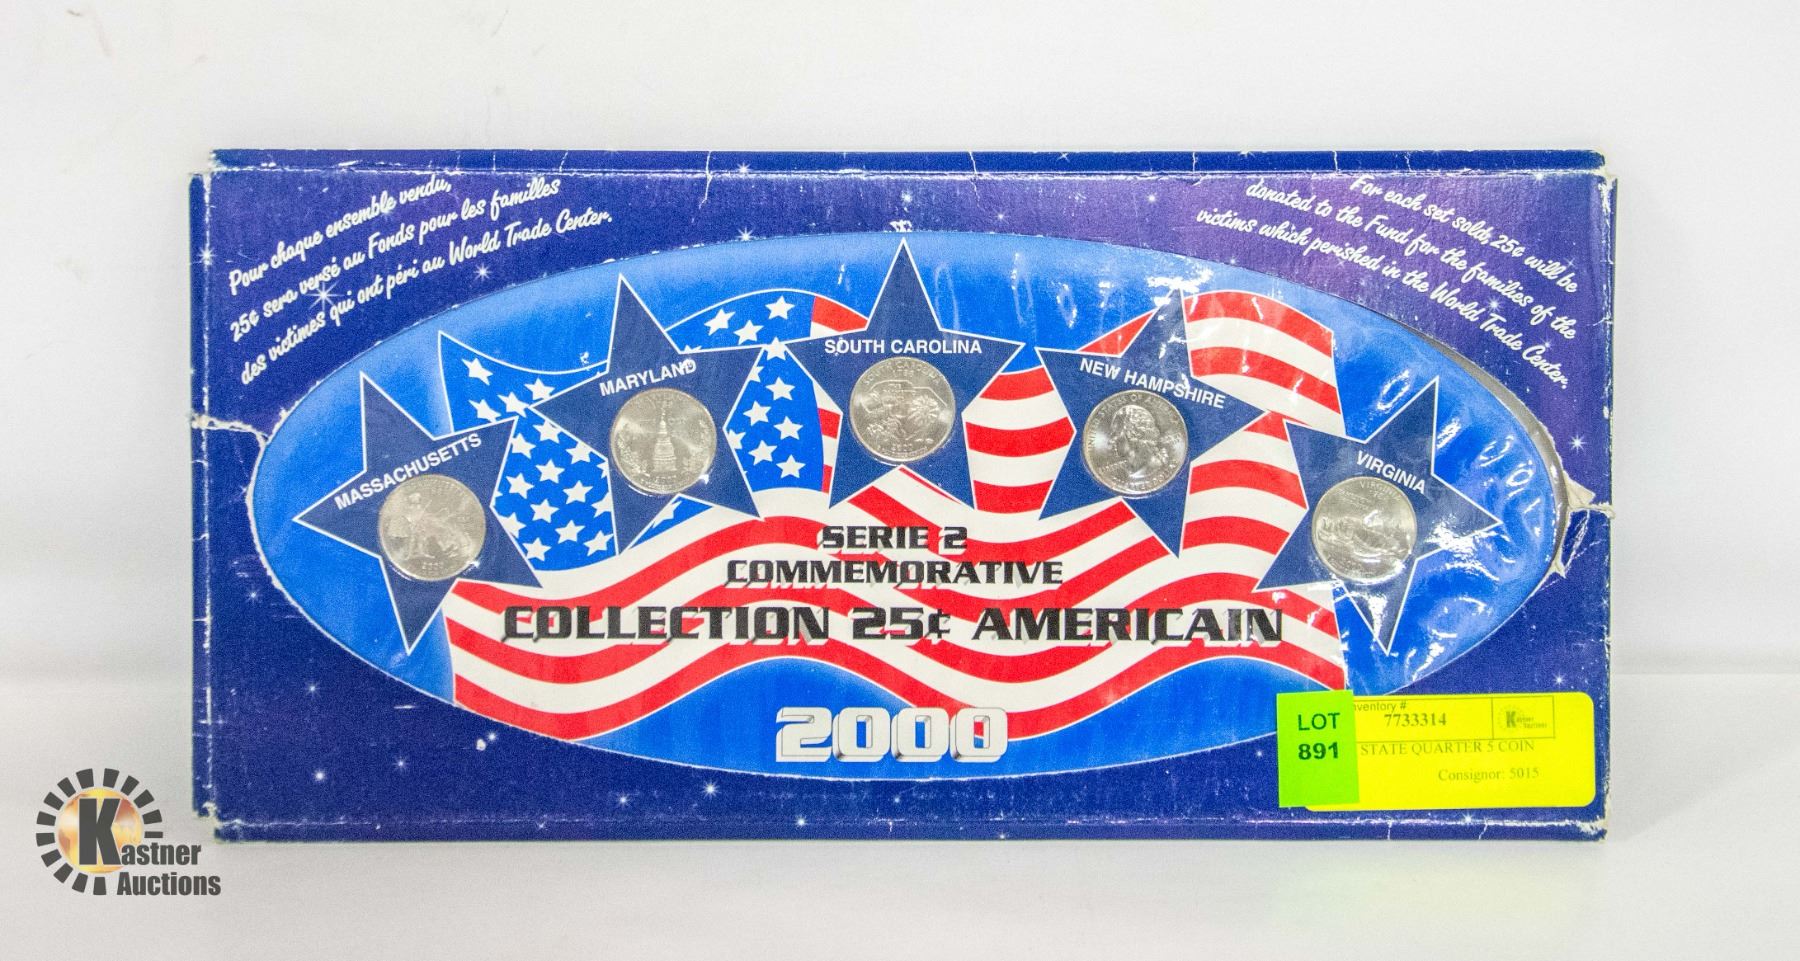 Pour chaque ensemble vendu,
25¢ sera versé au Fonds pour les familles
des victimes qui ont péri au World Trade Center.
For each set sold, 25¢ will be
donated to the Fund for the families of the
victims which perished in the World Trade Center.
MASSACHUSETTS
MARYLAND
SOUTH CAROLINA
NEW HAMPSHIRE
VIRGINIA
SERIE 2
COMMEMORATIVE
COLLECTION 25¢ AMERICAIN
2000
LOT
891
nventory #:
7733314
STATE QUARTER 5 COIN
Consignor: 5015
Kastner
Auctions